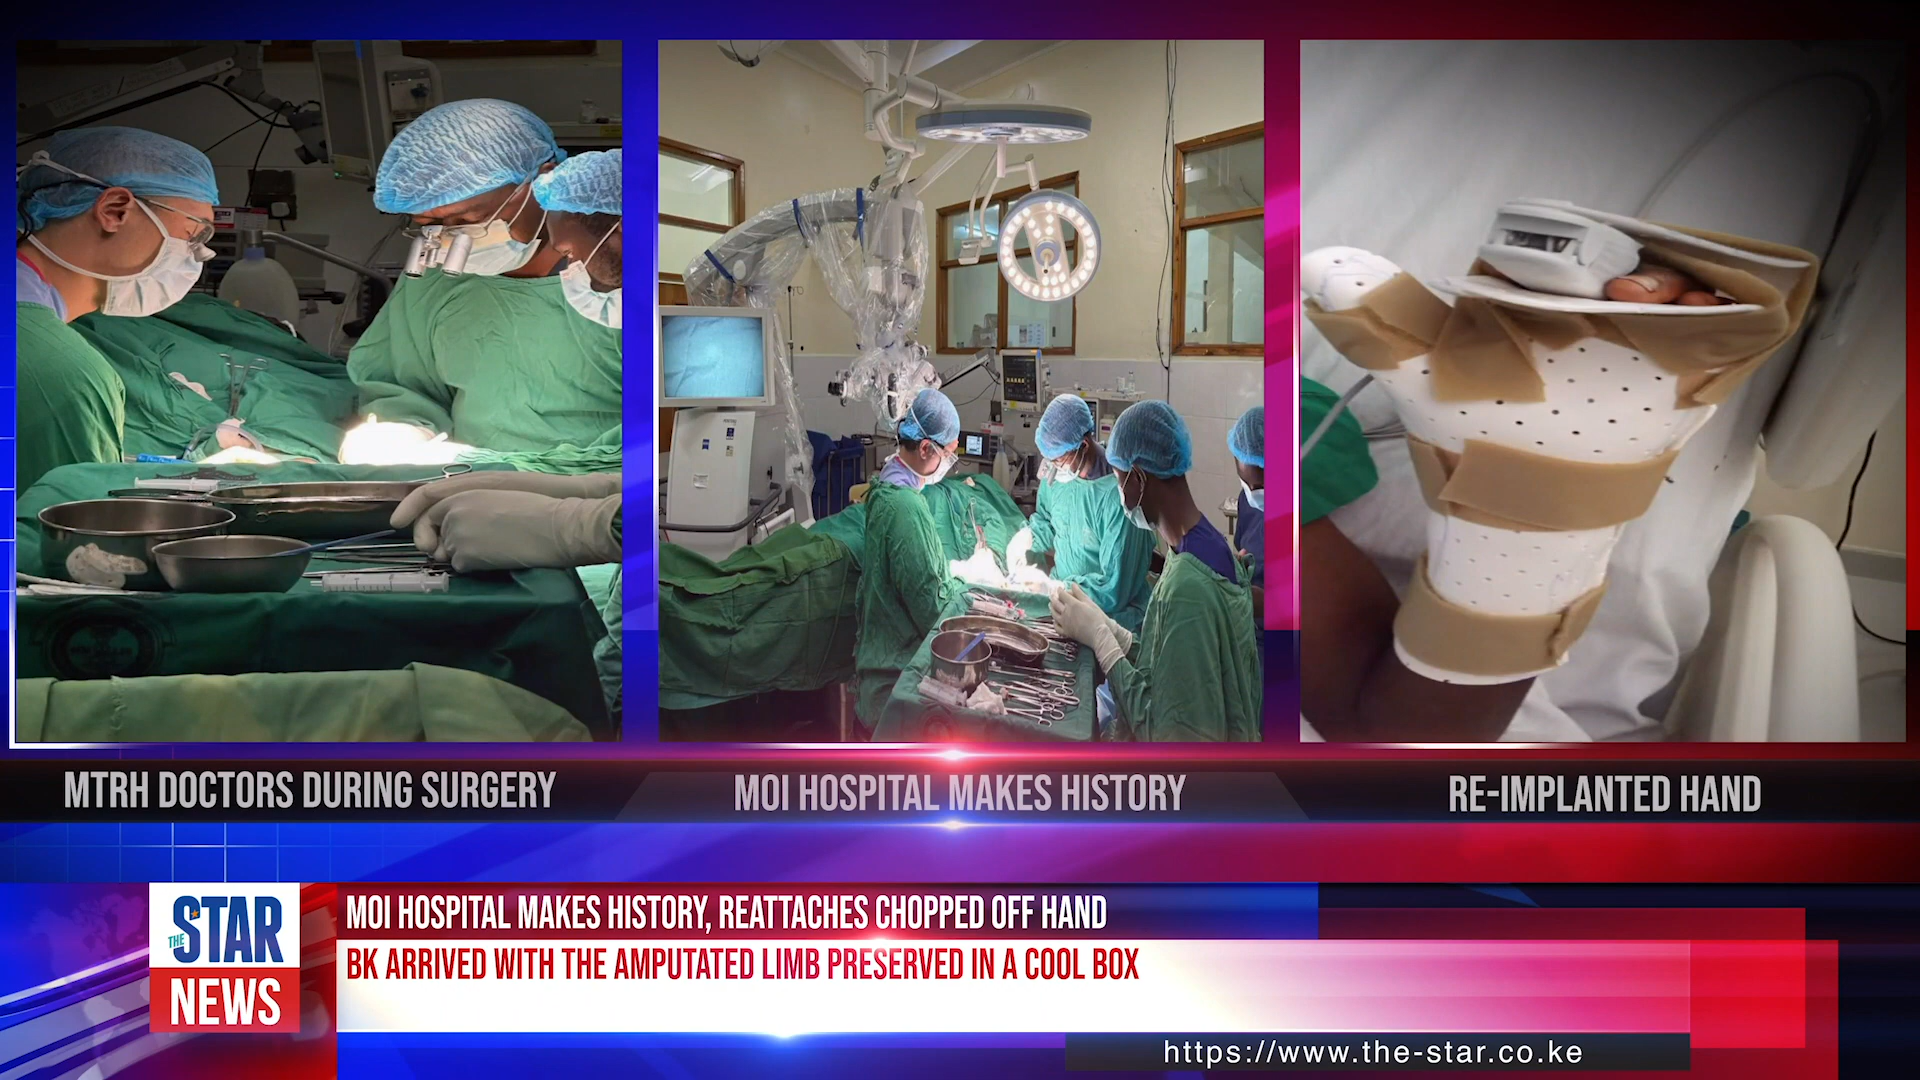 MTRH DOCTORS DURING SURGERY
MOI HOSPITAL MAKES HISTORY
RE-IMPLANTED HAND
THE STAR
NEWS
MOI HOSPITAL MAKES HISTORY, REATTACHES CHOPPED OFF HAND
BK ARRIVED WITH THE AMPUTATED LIMB PRESERVED IN A COOL BOX
https://www.the-star.co.ke